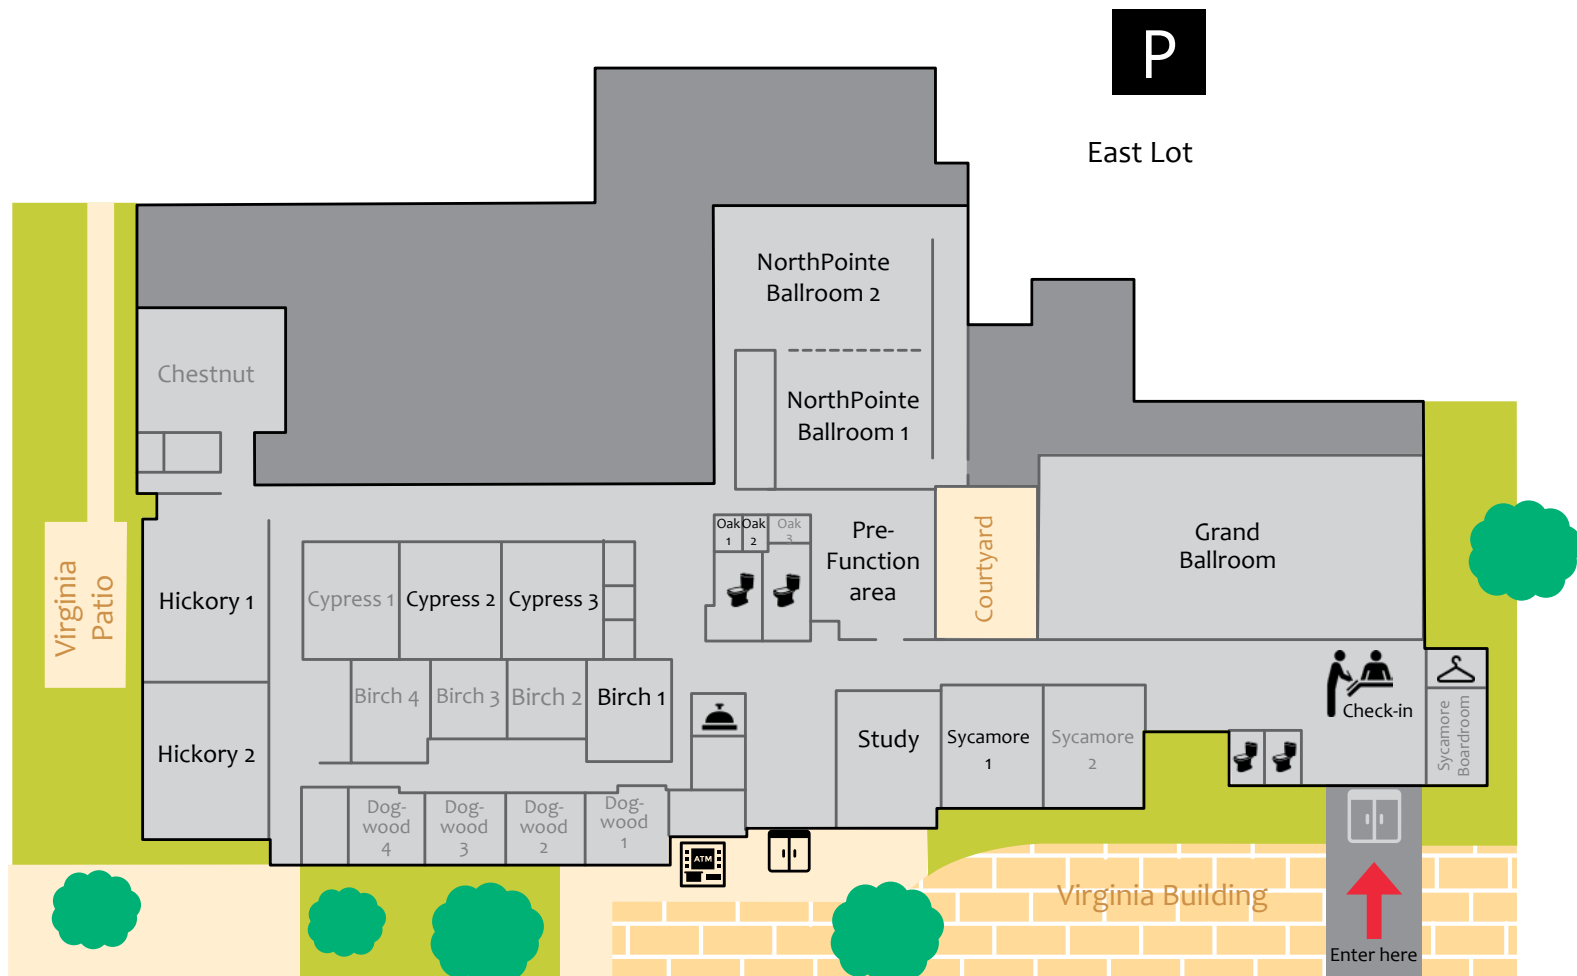 P
East Lot
NorthPointe
Ballroom 2
Chestnut
NorthPointe
Ballroom 1
Oak
1
Oak
2
Oak
3
Pre-
Function
area
Courtyard
Grand
Ballroom
Virginia
Patio
Hickory 1
Cypress 1
Cypress 2
Cypress 3
Birch 4
Birch 3
Birch 2
Birch 1
Hickory 2
Study
Sycamore
1
Sycamore
2
Check-in
Sycamore
Boardroom
Dog-
wood
4
Dog-
wood
3
Dog-
wood
2
Dog-
wood
1
ATM
Virginia Building
Enter here